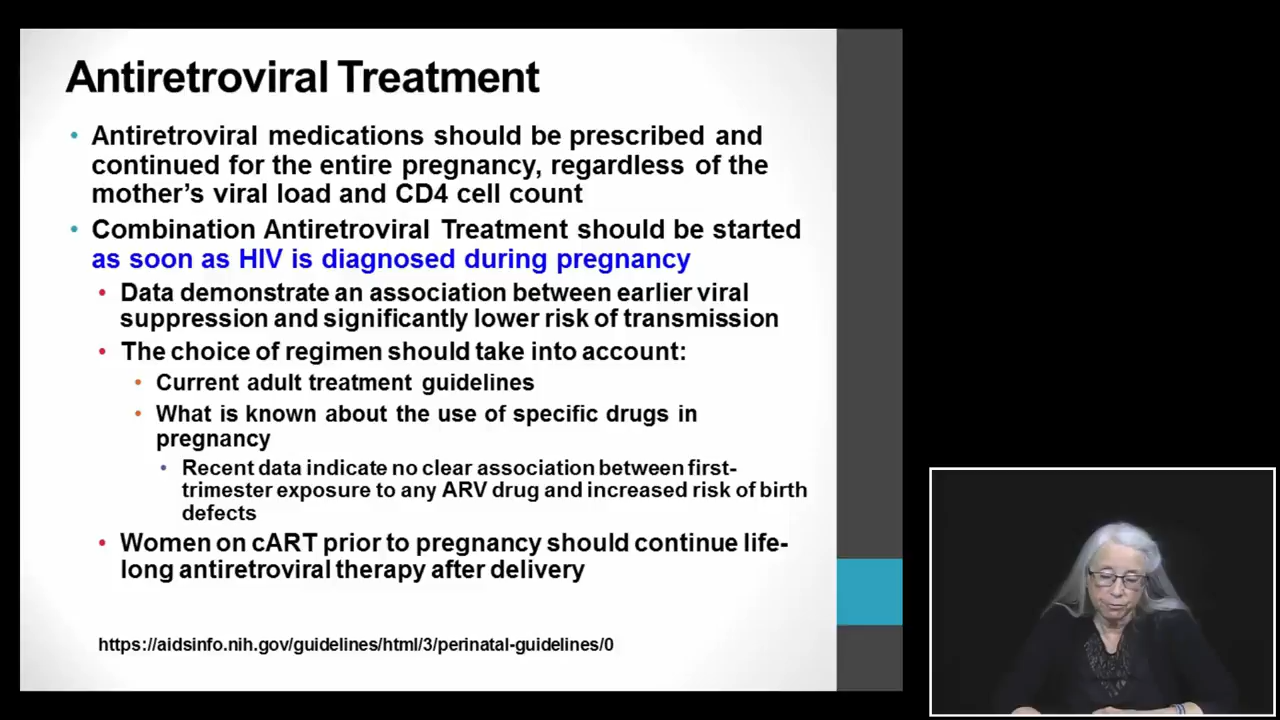 Antiretroviral Treatment
• Antiretroviral medications should be prescribed and
continued for the entire pregnancy, regardless of the
mother's viral load and CD4 cell count
• Combination Antiretroviral Treatment should be started
as soon as HIV is diagnosed during pregnancy
• Data demonstrate an association between earlier viral
suppression and significantly lower risk of transmission
• The choice of regimen should take into account:
• Current adult treatment guidelines
• What is known about the use of specific drugs in
pregnancy
• Recent data indicate no clear association between first-
trimester exposure to any ARV drug and increased risk of birth
defects
• Women on cART prior to pregnancy should continue life-
long antiretroviral therapy after delivery
https://aidsinfo.nih.gov/guidelines/html/3/perinatal-guidelines/0